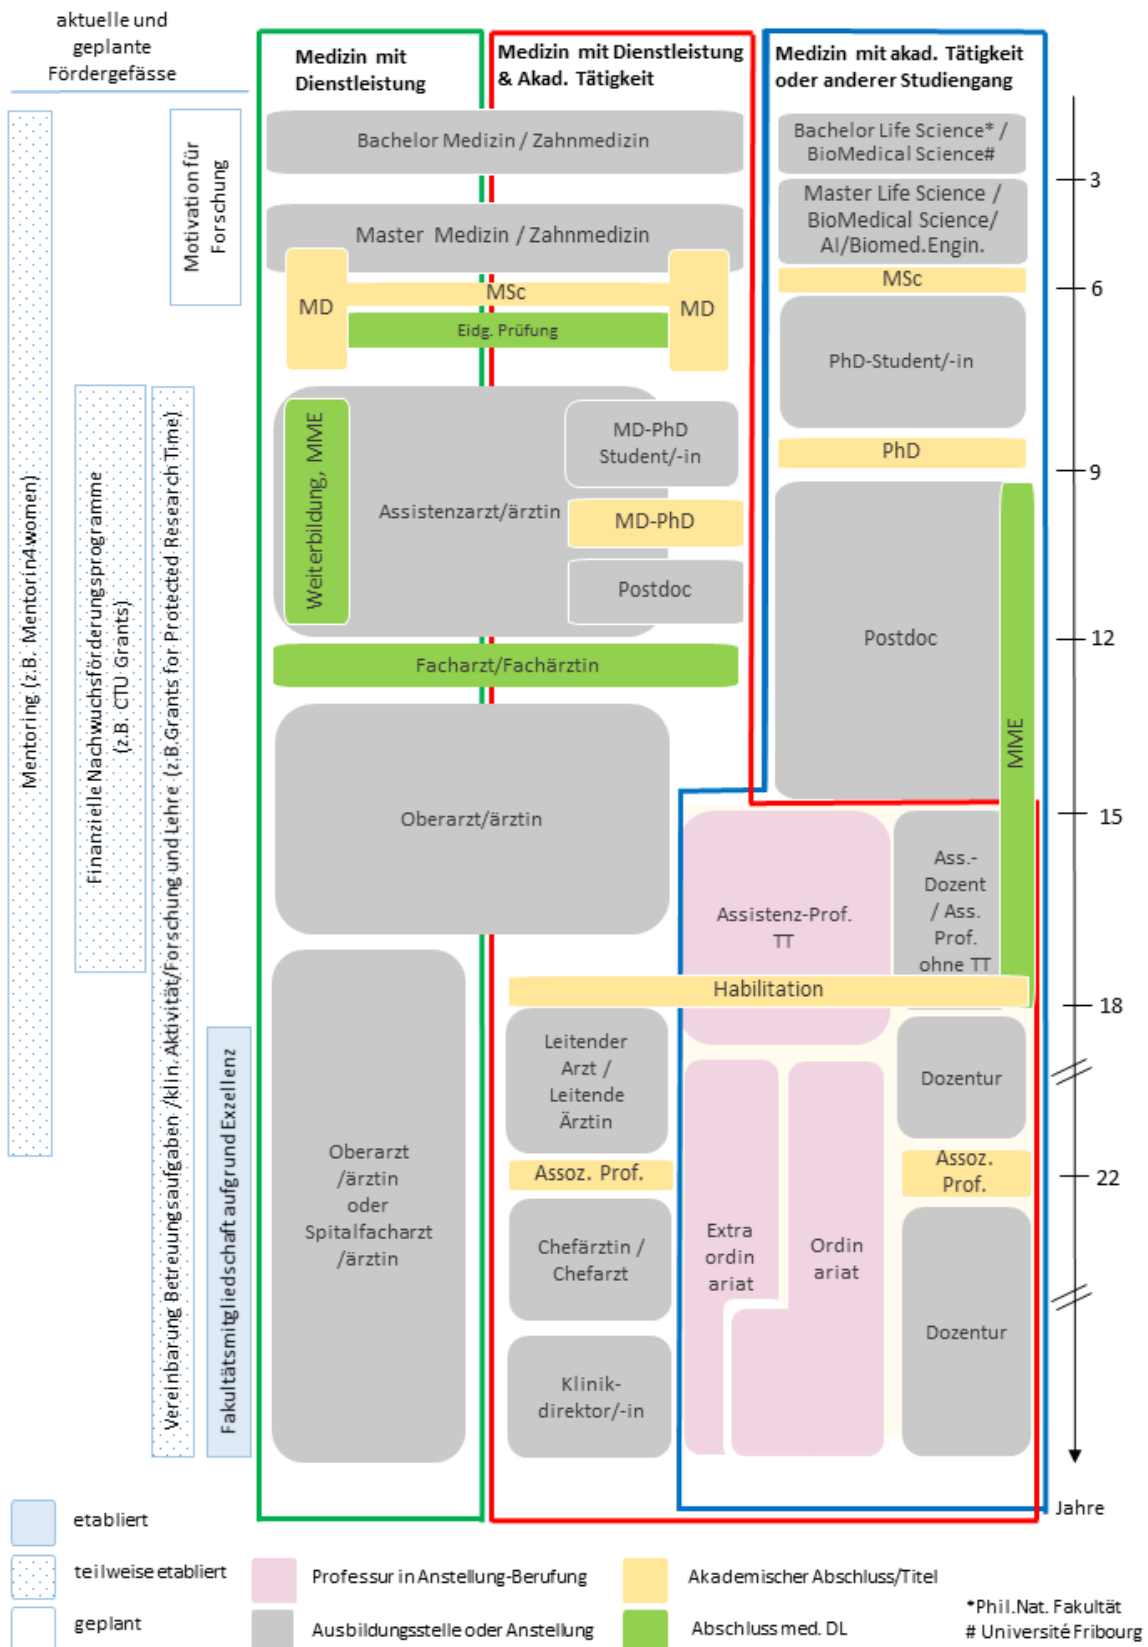 aktuelle und
geplante
Fördergefässe
Medizin mit
Dienstleistung
Medizin mit Dienstleistung
& Akad. Tätigkeit
Medizin mit akad. Tätigkeit
oder anderer Studiengang
Mentoring (z.B. Mentorin4women)
Finanzielle Nachwuchsförderungsprogramme
(z.B. CTU Grants)
Vereinbarung Betreuungsaufgaben /klin. Aktivität/Forschung und Lehre (z.B.Grants for Protected Research Time)
Motivation für
Forschung
Fakultätsmitgliedschaft aufgrund Exzellenz
Bachelor Medizin / Zahnmedizin
Master Medizin / Zahnmedizin
MD
MSc
MD
Eidg. Prüfung
Weiterbildung, MME
Assistenzarzt/ärztin
MD-PhD
Student/-in
MD-PhD
Postdoc
Facharzt/Fachärztin
Oberarzt/ärztin
Oberarzt
/ärztin
oder
Spitalfacharzt
/ärztin
Bachelor Life Science* /
BioMedical Science#
Master Life Science /
BioMedical Science/
AI/Biomed.Engin.
MSc
PhD-Student/-in
PhD
Postdoc
MME
Assistenz-Prof.
TT
Ass.-
Dozent
/ Ass.
Prof.
ohne TT
Habilitation
Leitender
Arzt /
Leitende
Ärztin
Assoz. Prof.
Chefärztin /
Chefarzt
Klinik-
direktor/-in
Extra
ordin
ariat
Ordin
ariat
Dozentur
Assoz.
Prof.
Dozentur
3
6
9
12
15
18
22
Jahre
etabliert
teilweise etabliert
geplant
Professur in Anstellung-Berufung
Ausbildungsstelle oder Anstellung
Akademischer Abschluss/Titel
Abschluss med. DL
*Phil.Nat. Fakultät
# Université Fribourg